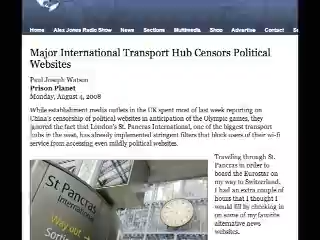 Home Alex Jones Radio Show News Sections Multimedia Shop Advertise Contact
Major International Transport Hub Censors Political
Websites
Paul Joseph Watson
Prison Planet
Monday, August 4, 2008
While establishment media outlets in the UK spent most of last week reporting on
China's censorship of political websites in anticipation of the Olympic games, they
ignored the fact that London's St. Pancras International, one of the biggest transport
hubs in the west, has already implemented stringent filters that block users of their wi-fi
service from accessing even mildly political websites.
St Pancras
International
Way out
Sortie
Traveling through St.
Pancras in order to
board the Eurostar on
my way to Switzerland,
I had an extra couple of
hours that I thought I
would fill by checking in
on some of my favorite
alternative news
websites.